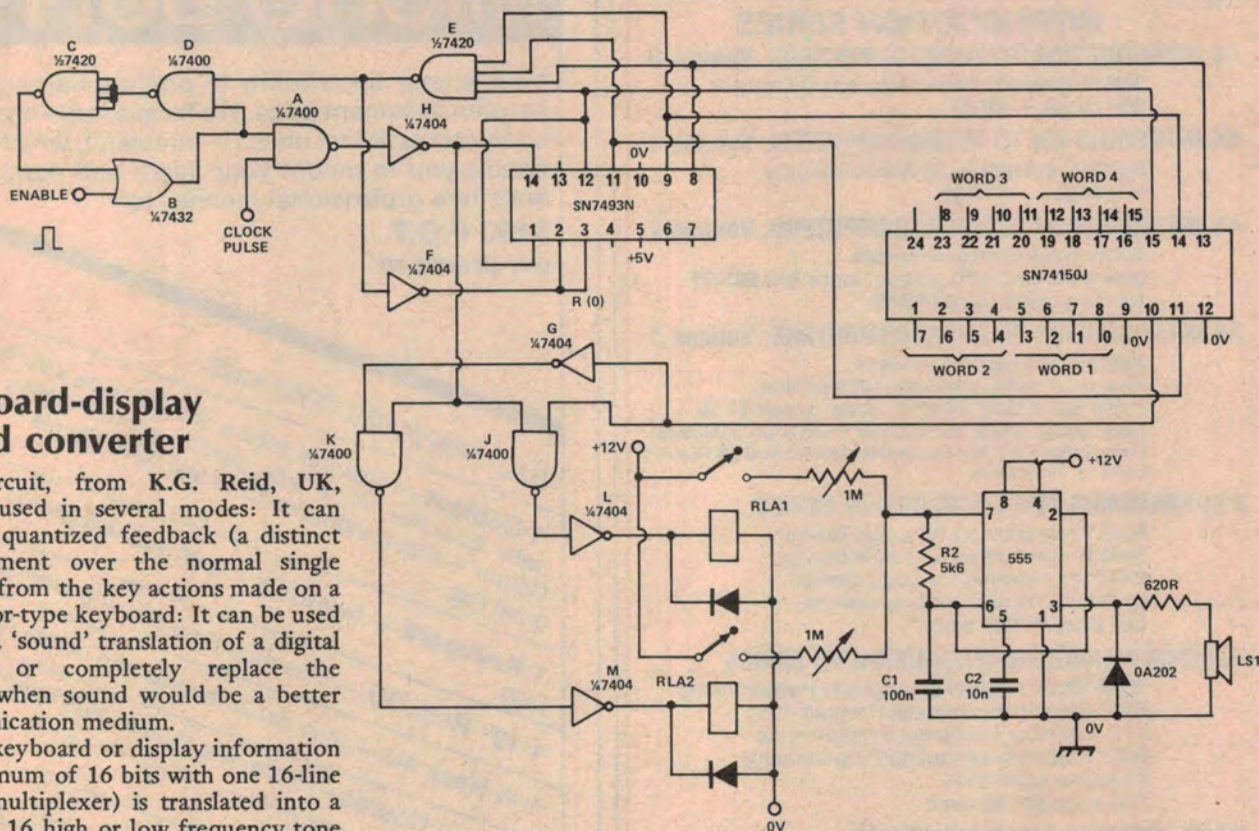 C
½7420
D
¼7400
E
½7420
A
¼7400
H
¼7404
ENABLE
B
¼7432
CLOCK
PULSE
0V
14 13 12 11 10 9 8
SN7493N
1 2 3 4 5 6 7
+5V
F
¼7404
R (0)
WORD 3 WORD 4
8 9 10 11 12 13 14 15
24 23 22 21 20 19 18 17 16 15 14 13
SN74150J
1 2 3 4 5 6 7 8 9 10 11 12
7 6 5 4 3 2 1 0 0V 0V
WORD 2 WORD 1
G
¼7404
oard-display
d converter
K
¼7400
J
¼7400
+12V
rcuit, from K.G. Reid, UK,
used in several modes: It can
quantized feedback (a distinct
ment over the normal single
from the key actions made on a
or-type keyboard: It can be used
'sound' translation of a digital
or completely replace the
when sound would be a better
nication medium.
keyboard or display information
num of 16 bits with one 16-line
multiplexer) is translated into a
16 high or low frequency tone
L
¼7404
RLA1
1M
M
¼7404
RLA2
1M
0V
+12V
8 4
7 2
R2
5k6
555
6 5 1 3
620R
C1
100n
C2
10n
0A202
LS1
0V